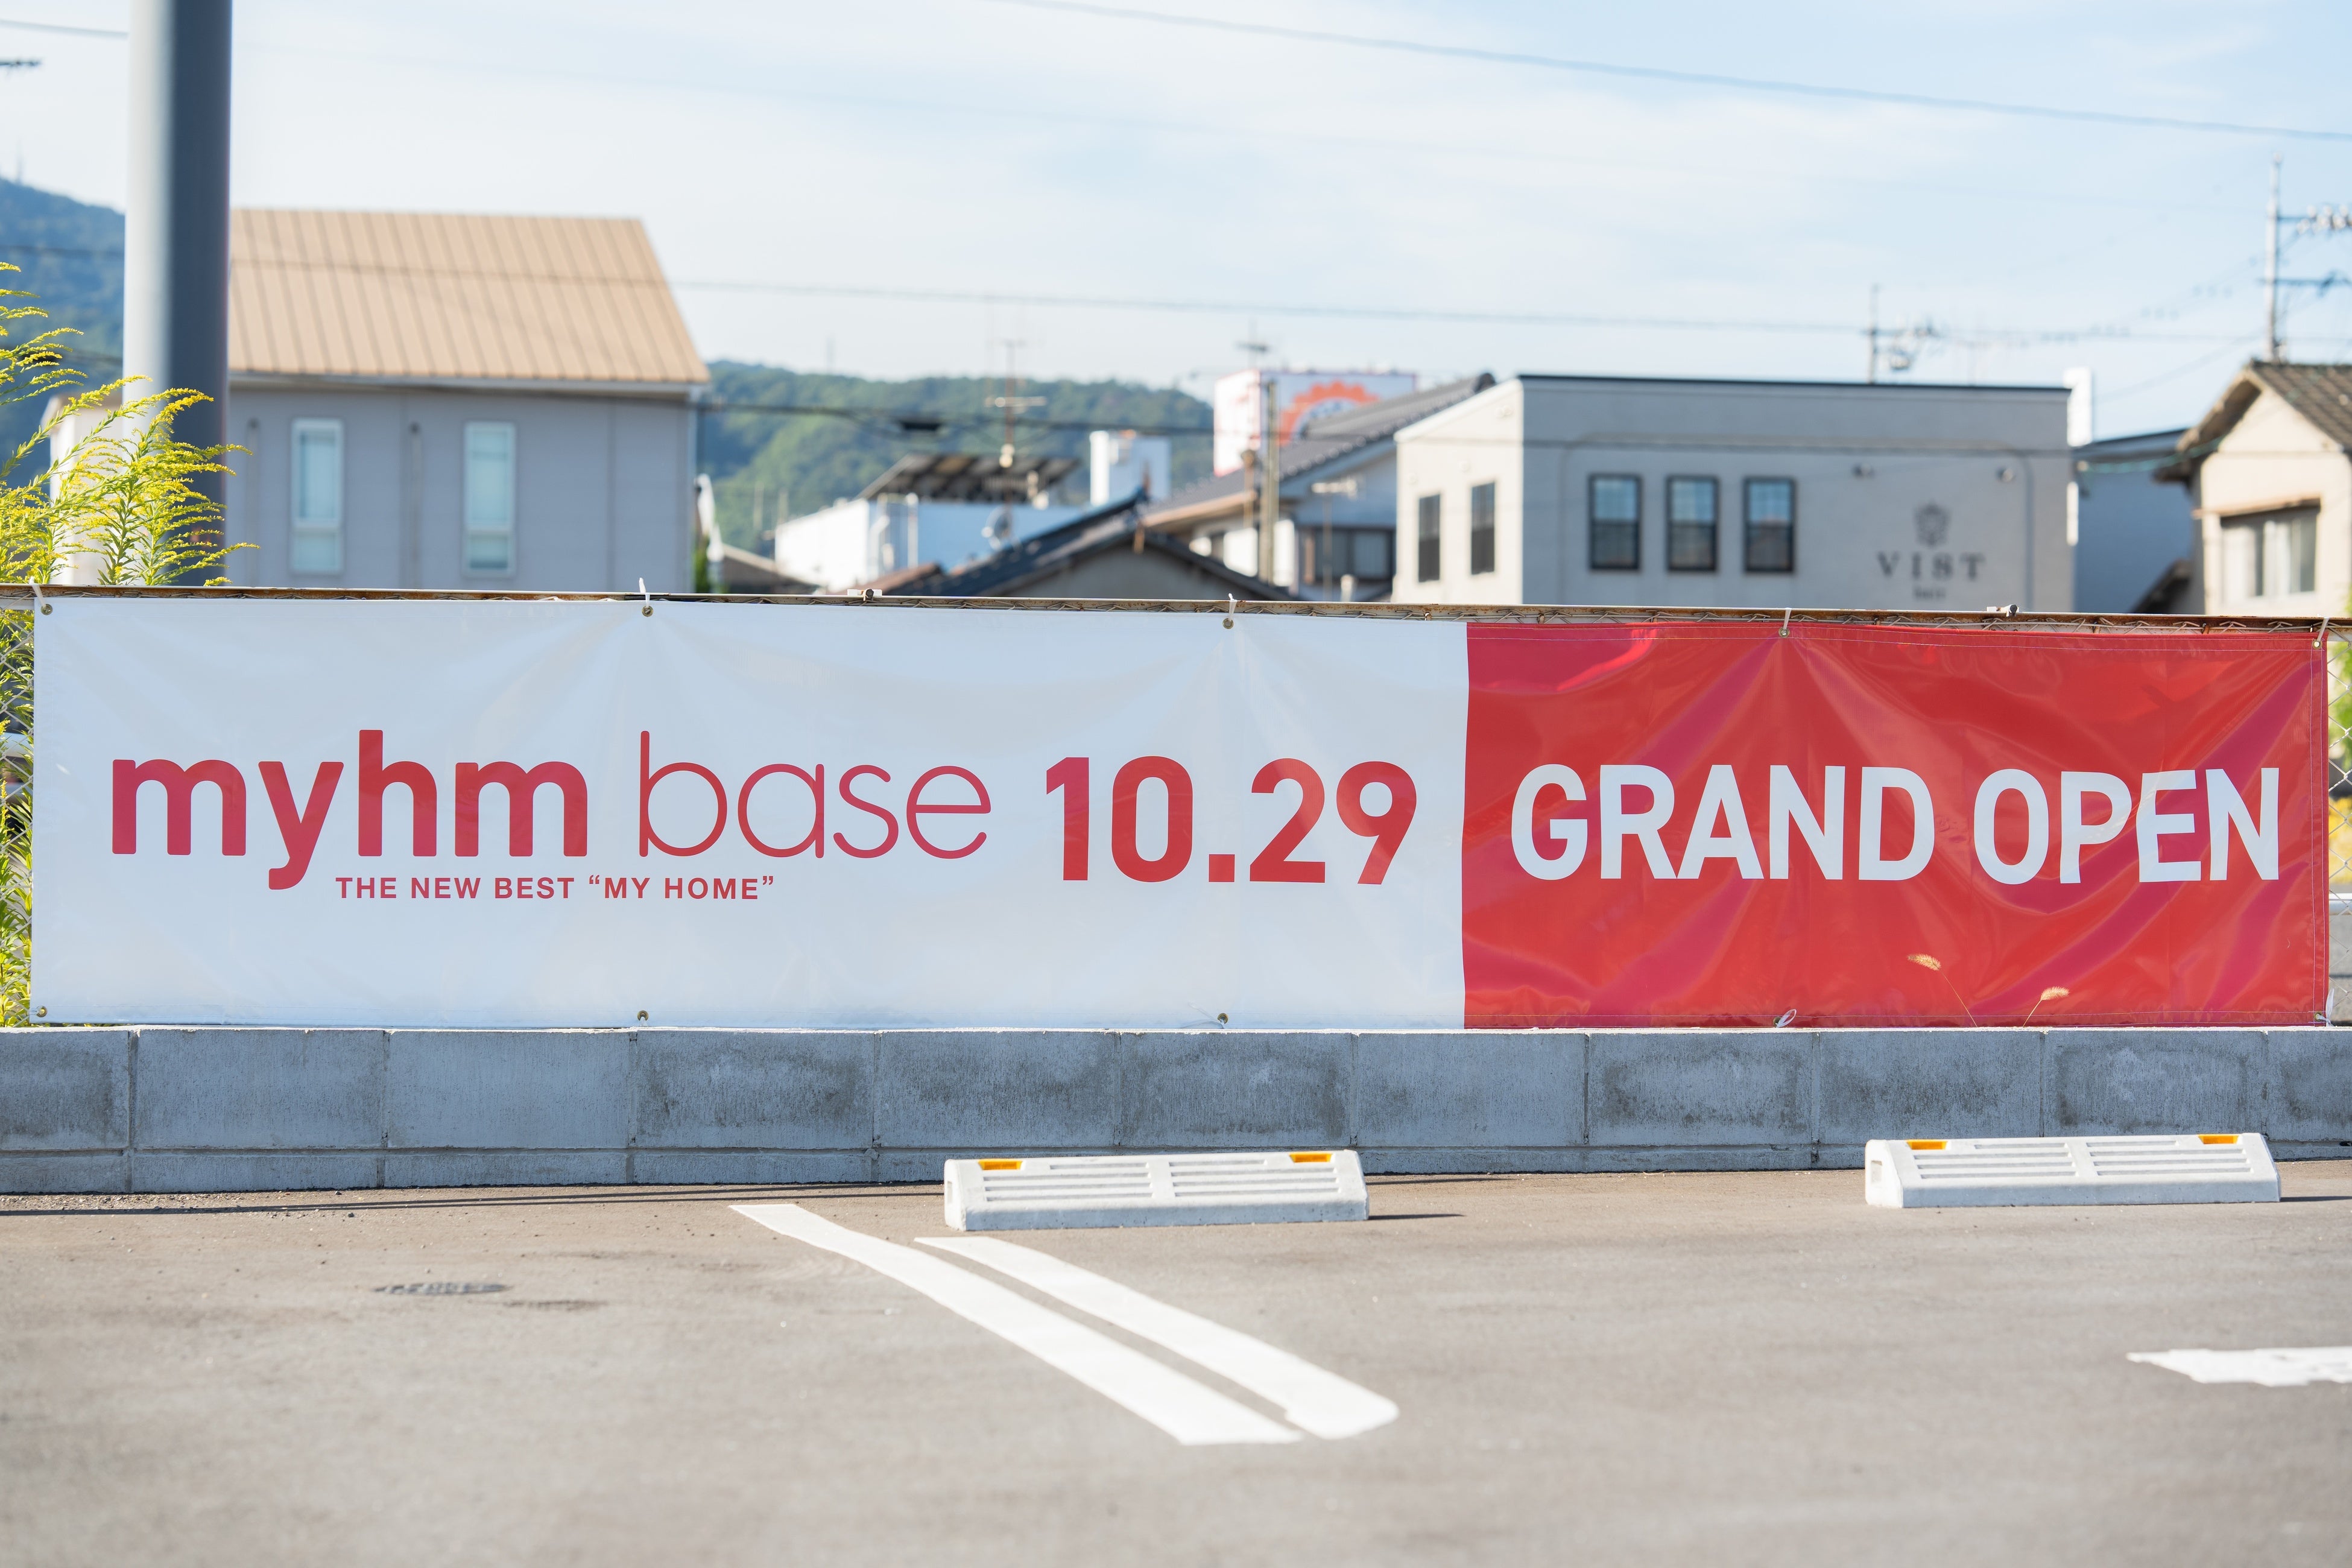 VIST
myhm base 10.29 GRAND OPEN
THE NEW BEST “MY HOME”